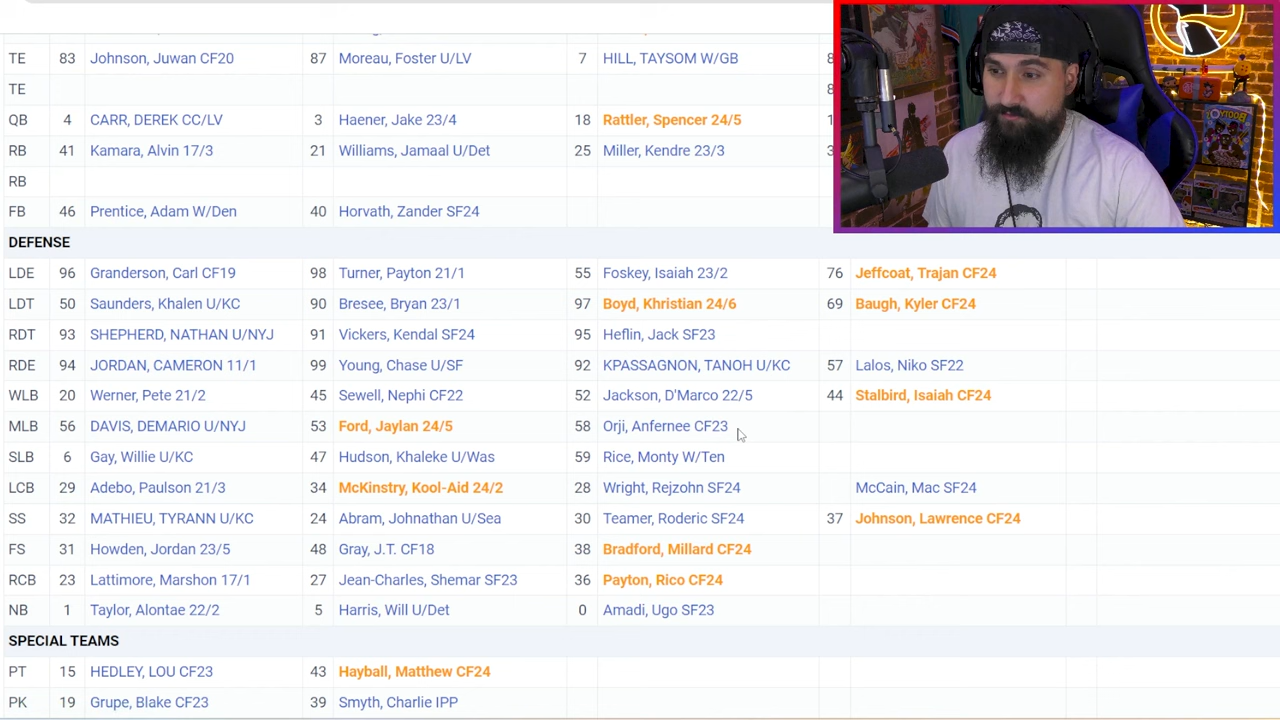 TE 83 Johnson, Juwan CF20 87 Moreau, Foster U/LV 7 HILL, TAYSOM W/GB 8
TE 8
QB 4 CARR, DEREK CC/LV 3 Haener, Jake 23/4 18 Rattler, Spencer 24/5 1
RB 41 Kamara, Alvin 17/3 21 Williams, Jamaal U/Det 25 Miller, Kendre 23/3 3
RB
FB 46 Prentice, Adam W/Den 40 Horvath, Zander SF24
DEFENSE
LDE 96 Granderson, Carl CF19 98 Turner, Payton 21/1 55 Foskey, Isaiah 23/2 76 Jeffcoat, Trajan CF24
LDT 50 Saunders, Khalen U/KC 90 Bresee, Bryan 23/1 97 Boyd, Khristian 24/6 69 Baugh, Kyler CF24
RDT 93 SHEPHERD, NATHAN U/NYJ 91 Vickers, Kendal SF24 95 Heflin, Jack SF23
RDE 94 JORDAN, CAMERON 11/1 99 Young, Chase U/SF 92 KPASSAGNON, TANOH U/KC 57 Lalos, Niko SF22
WLB 20 Werner, Pete 21/2 45 Sewell, Nephi CF22 52 Jackson, D'Marco 22/5 44 Stalbird, Isaiah CF24
MLB 56 DAVIS, DEMARIO U/NYJ 53 Ford, Jaylan 24/5 58 Orji, Anfernee CF23
SLB 6 Gay, Willie U/KC 47 Hudson, Khaleke U/Was 59 Rice, Monty W/Ten
LCB 29 Adebo, Paulson 21/3 34 McKinstry, Kool-Aid 24/2 28 Wright, Rejzohn SF24 McCain, Mac SF24
SS 32 MATHIEU, TYRANN U/KC 24 Abram, Johnathan U/Sea 30 Teamer, Roderic SF24 37 Johnson, Lawrence CF24
FS 31 Howden, Jordan 23/5 48 Gray, J.T. CF18 38 Bradford, Millard CF24
RCB 23 Lattimore, Marshon 17/1 27 Jean-Charles, Shemar SF23 36 Payton, Rico CF24
NB 1 Taylor, Alontae 22/2 5 Harris, Will U/Det 0 Amadi, Ugo SF23
SPECIAL TEAMS
PT 15 HEDLEY, LOU CF23 43 Hayball, Matthew CF24
PK 19 Grupe, Blake CF23 39 Smyth, Charlie IPP